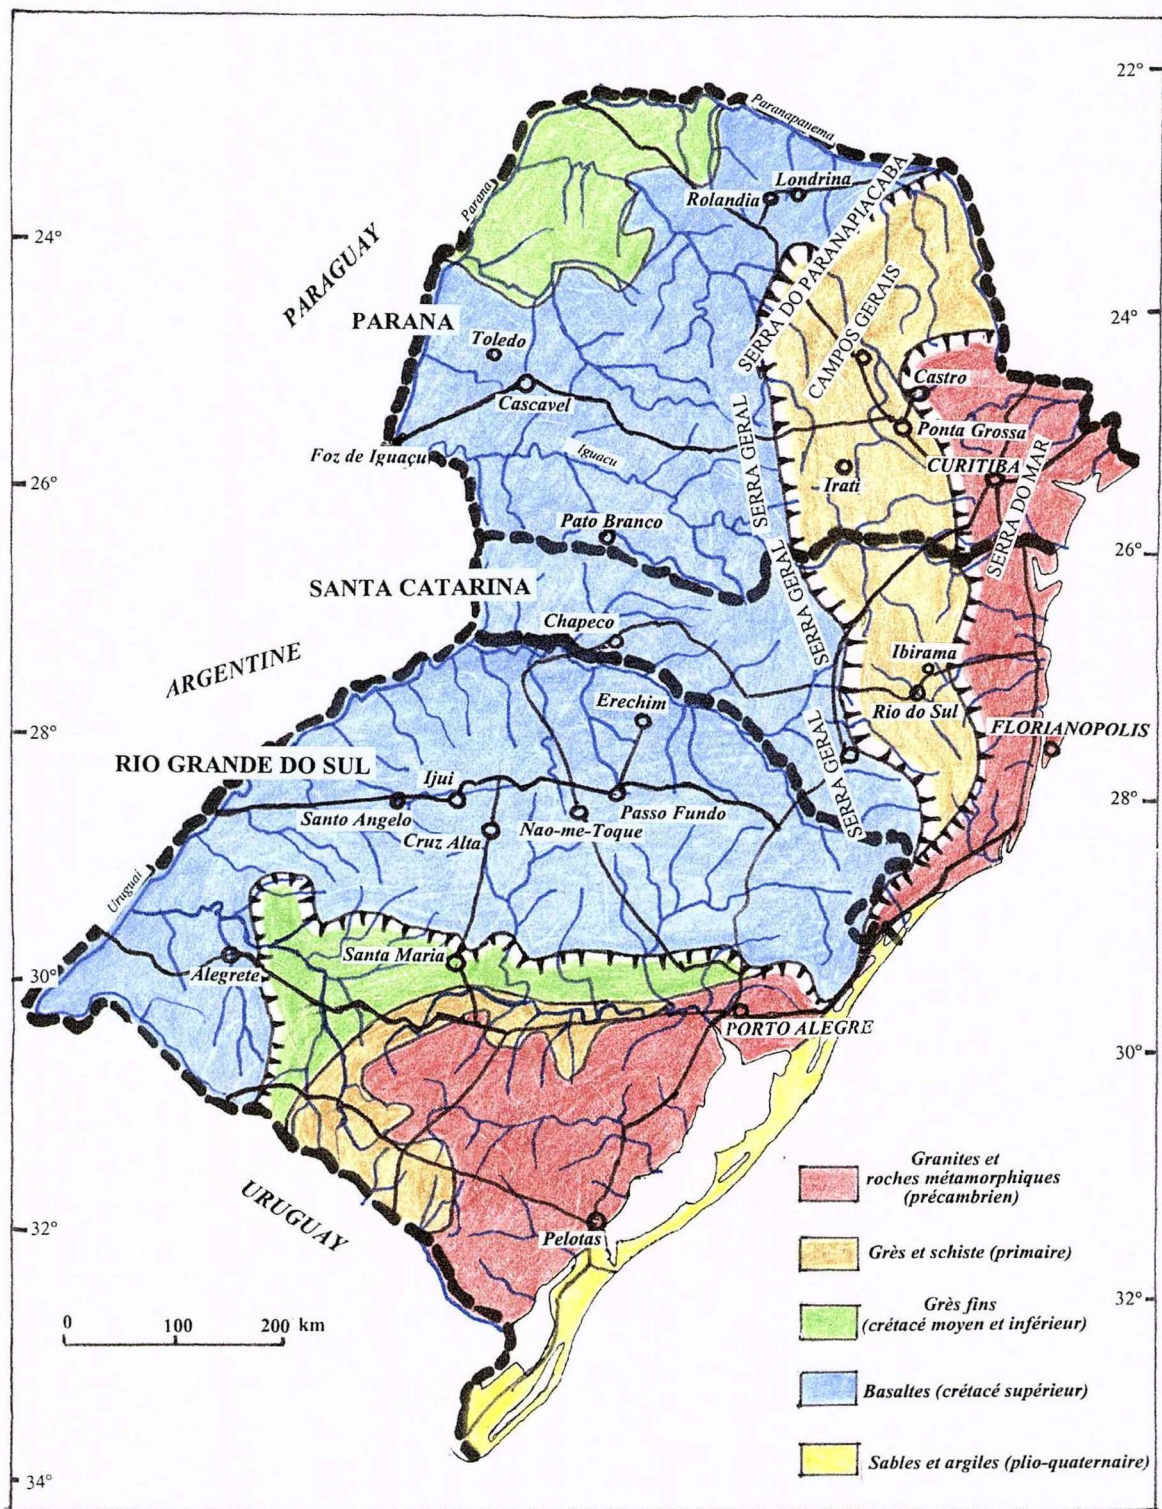 22°
Paranapanema
Londrina
Rolandia
Parana
24°
PARAGUAY
SERRA DO PARANAPIACABA
CAMPOS GERAIS
24°
PARANA
Toledo
Cascavel
Castro
Ponta Grossa
Foz de Iguaçu
Iguacu
SERRA GERAL
SERRA GERAL
CURITIBA
Irati
SERRA DO MAR
26°
Pato Branco
26°
SANTA CATARINA
SERRA GERAL
SERRA GERAL
Chapeco
Ibirama
ARGENTINE
Erechim
Rio do Sul
FLORIANOPOLIS
28°
SERRA GERAL
RIO GRANDE DO SUL
Ijui
28°
Santo Angelo
Passo Fundo
Nao-me-Toque
Cruz Alta
Uruguai
Santa Maria
30°
Alegrete
PORTO ALEGRE
30°
URUGUAY
32°
Pelotas
Granites et
roches métamorphiques
(précambrien)
Grès et schiste (primaire)
32°
Grès fins
(crétacé moyen et inférieur)
0 100 200 km
Basaltes (crétacé supérieur)
Sables et argiles (plio-quaternaire)
34°